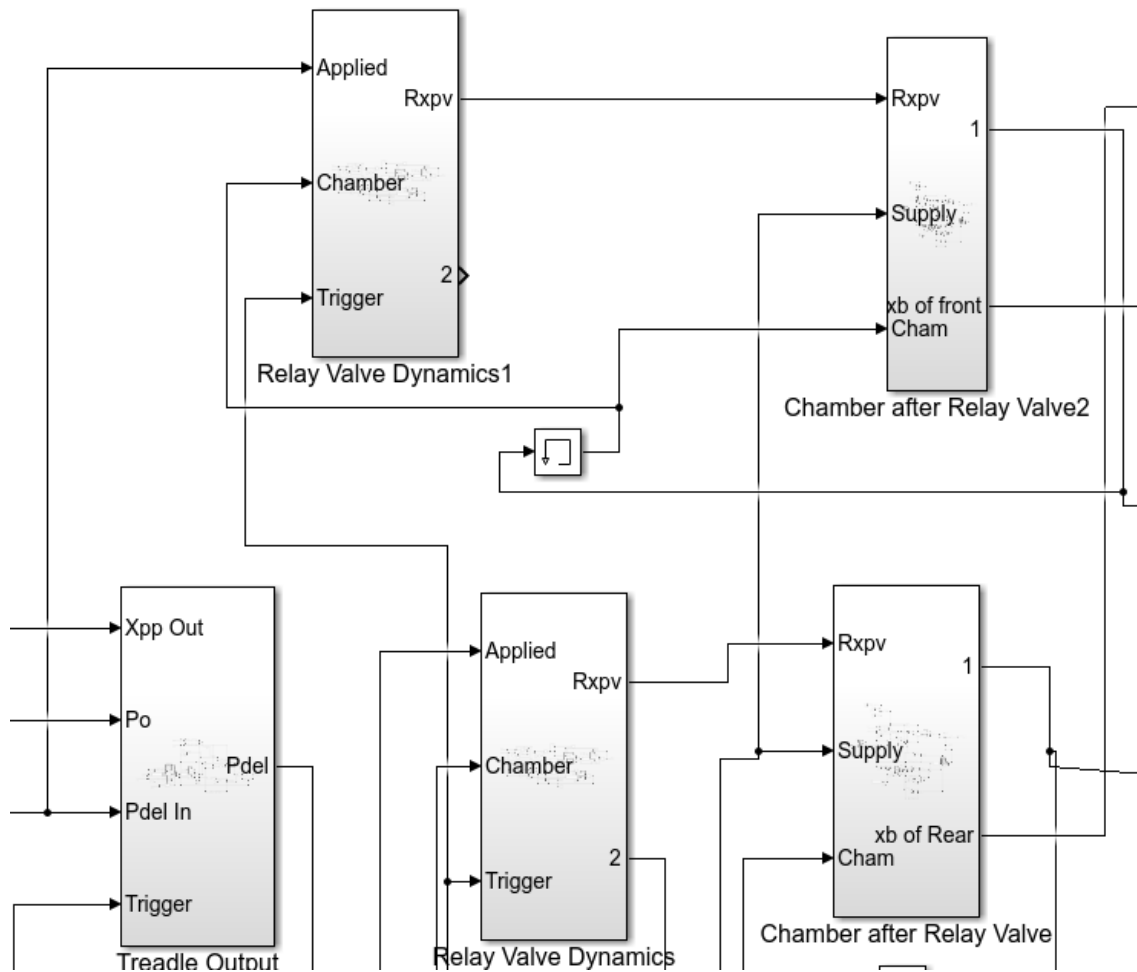 Applied
Rxpv
Chamber
2
Trigger
Relay Valve Dynamics1
Rxpv
1
Supply
xb of front
Cham
Chamber after Relay Valve2
Xpp Out
Po
Pdel
Pdel In
Trigger
Treadle Output
Applied
Rxpv
Chamber
2
Trigger
Relay Valve Dynamics
Rxpv
1
Supply
xb of Rear
Cham
Chamber after Relay Valve